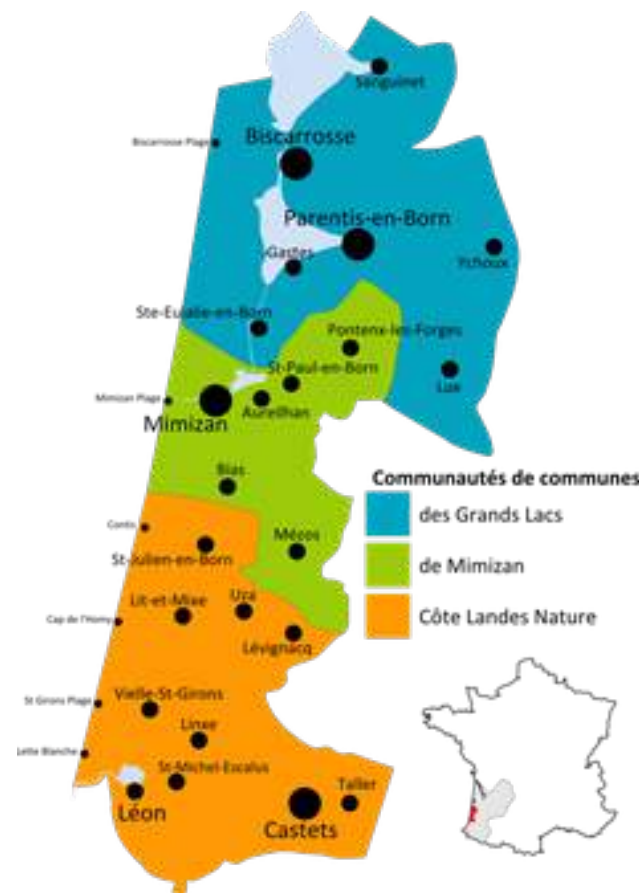 Sanguinet
Biscarrosse Plage
Biscarrosse
Parentis-en-Born
Gastes
Ychoux
Ste-Eulalie-en-Born
Pontenx-les-Forges
St-Paul-en-Born
Lue
Mimizan Plage
Aureilhan
Mimizan
Bias
Communautés de communes
des Grands Lacs
de Mimizan
Côte Landes Nature
Contis
Mézos
St-Julien-en-Born
Lit-et-Mixe
Uza
Cap de l'Homy
Lévignacq
Vielle-St-Girons
St Girons Plage
Linxe
Lette Blanche
St-Michel-Escalus
Taller
Léon
Castets